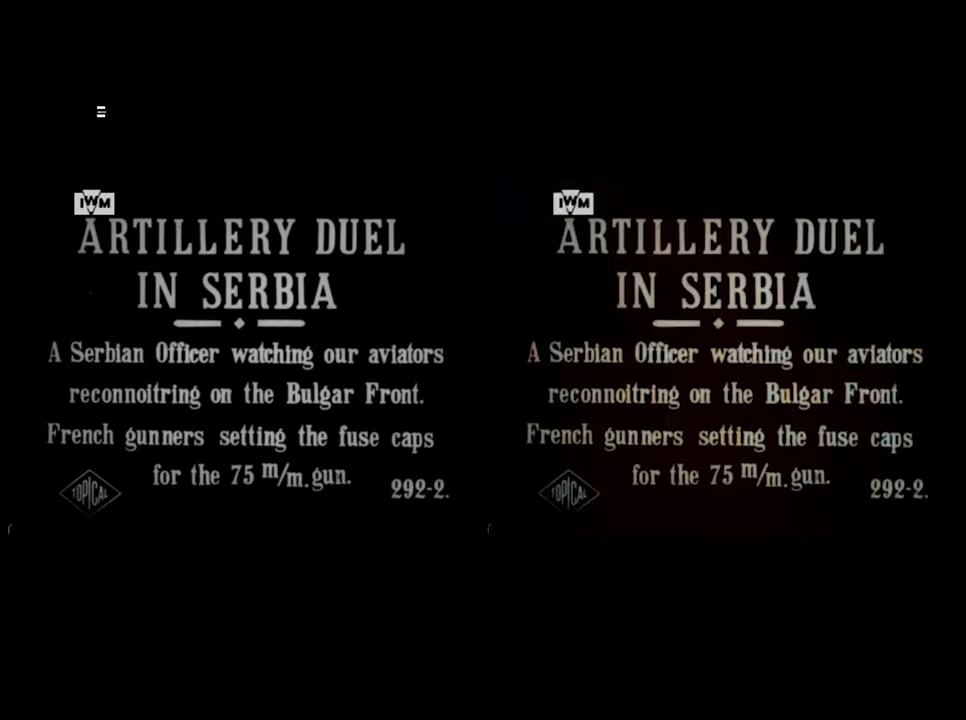 IWM
ARTILLERY DUEL
IN SERBIA
A Serbian Officer watching our aviators
reconnoitring on the Bulgar Front.
French gunners setting the fuse caps
for the 75 m/m. gun.
TOPICAL
292-2.
IWM
ARTILLERY DUEL
IN SERBIA
A Serbian Officer watching our aviators
reconnoitring on the Bulgar Front.
French gunners setting the fuse caps
for the 75 m/m. gun.
TOPICAL
292-2.